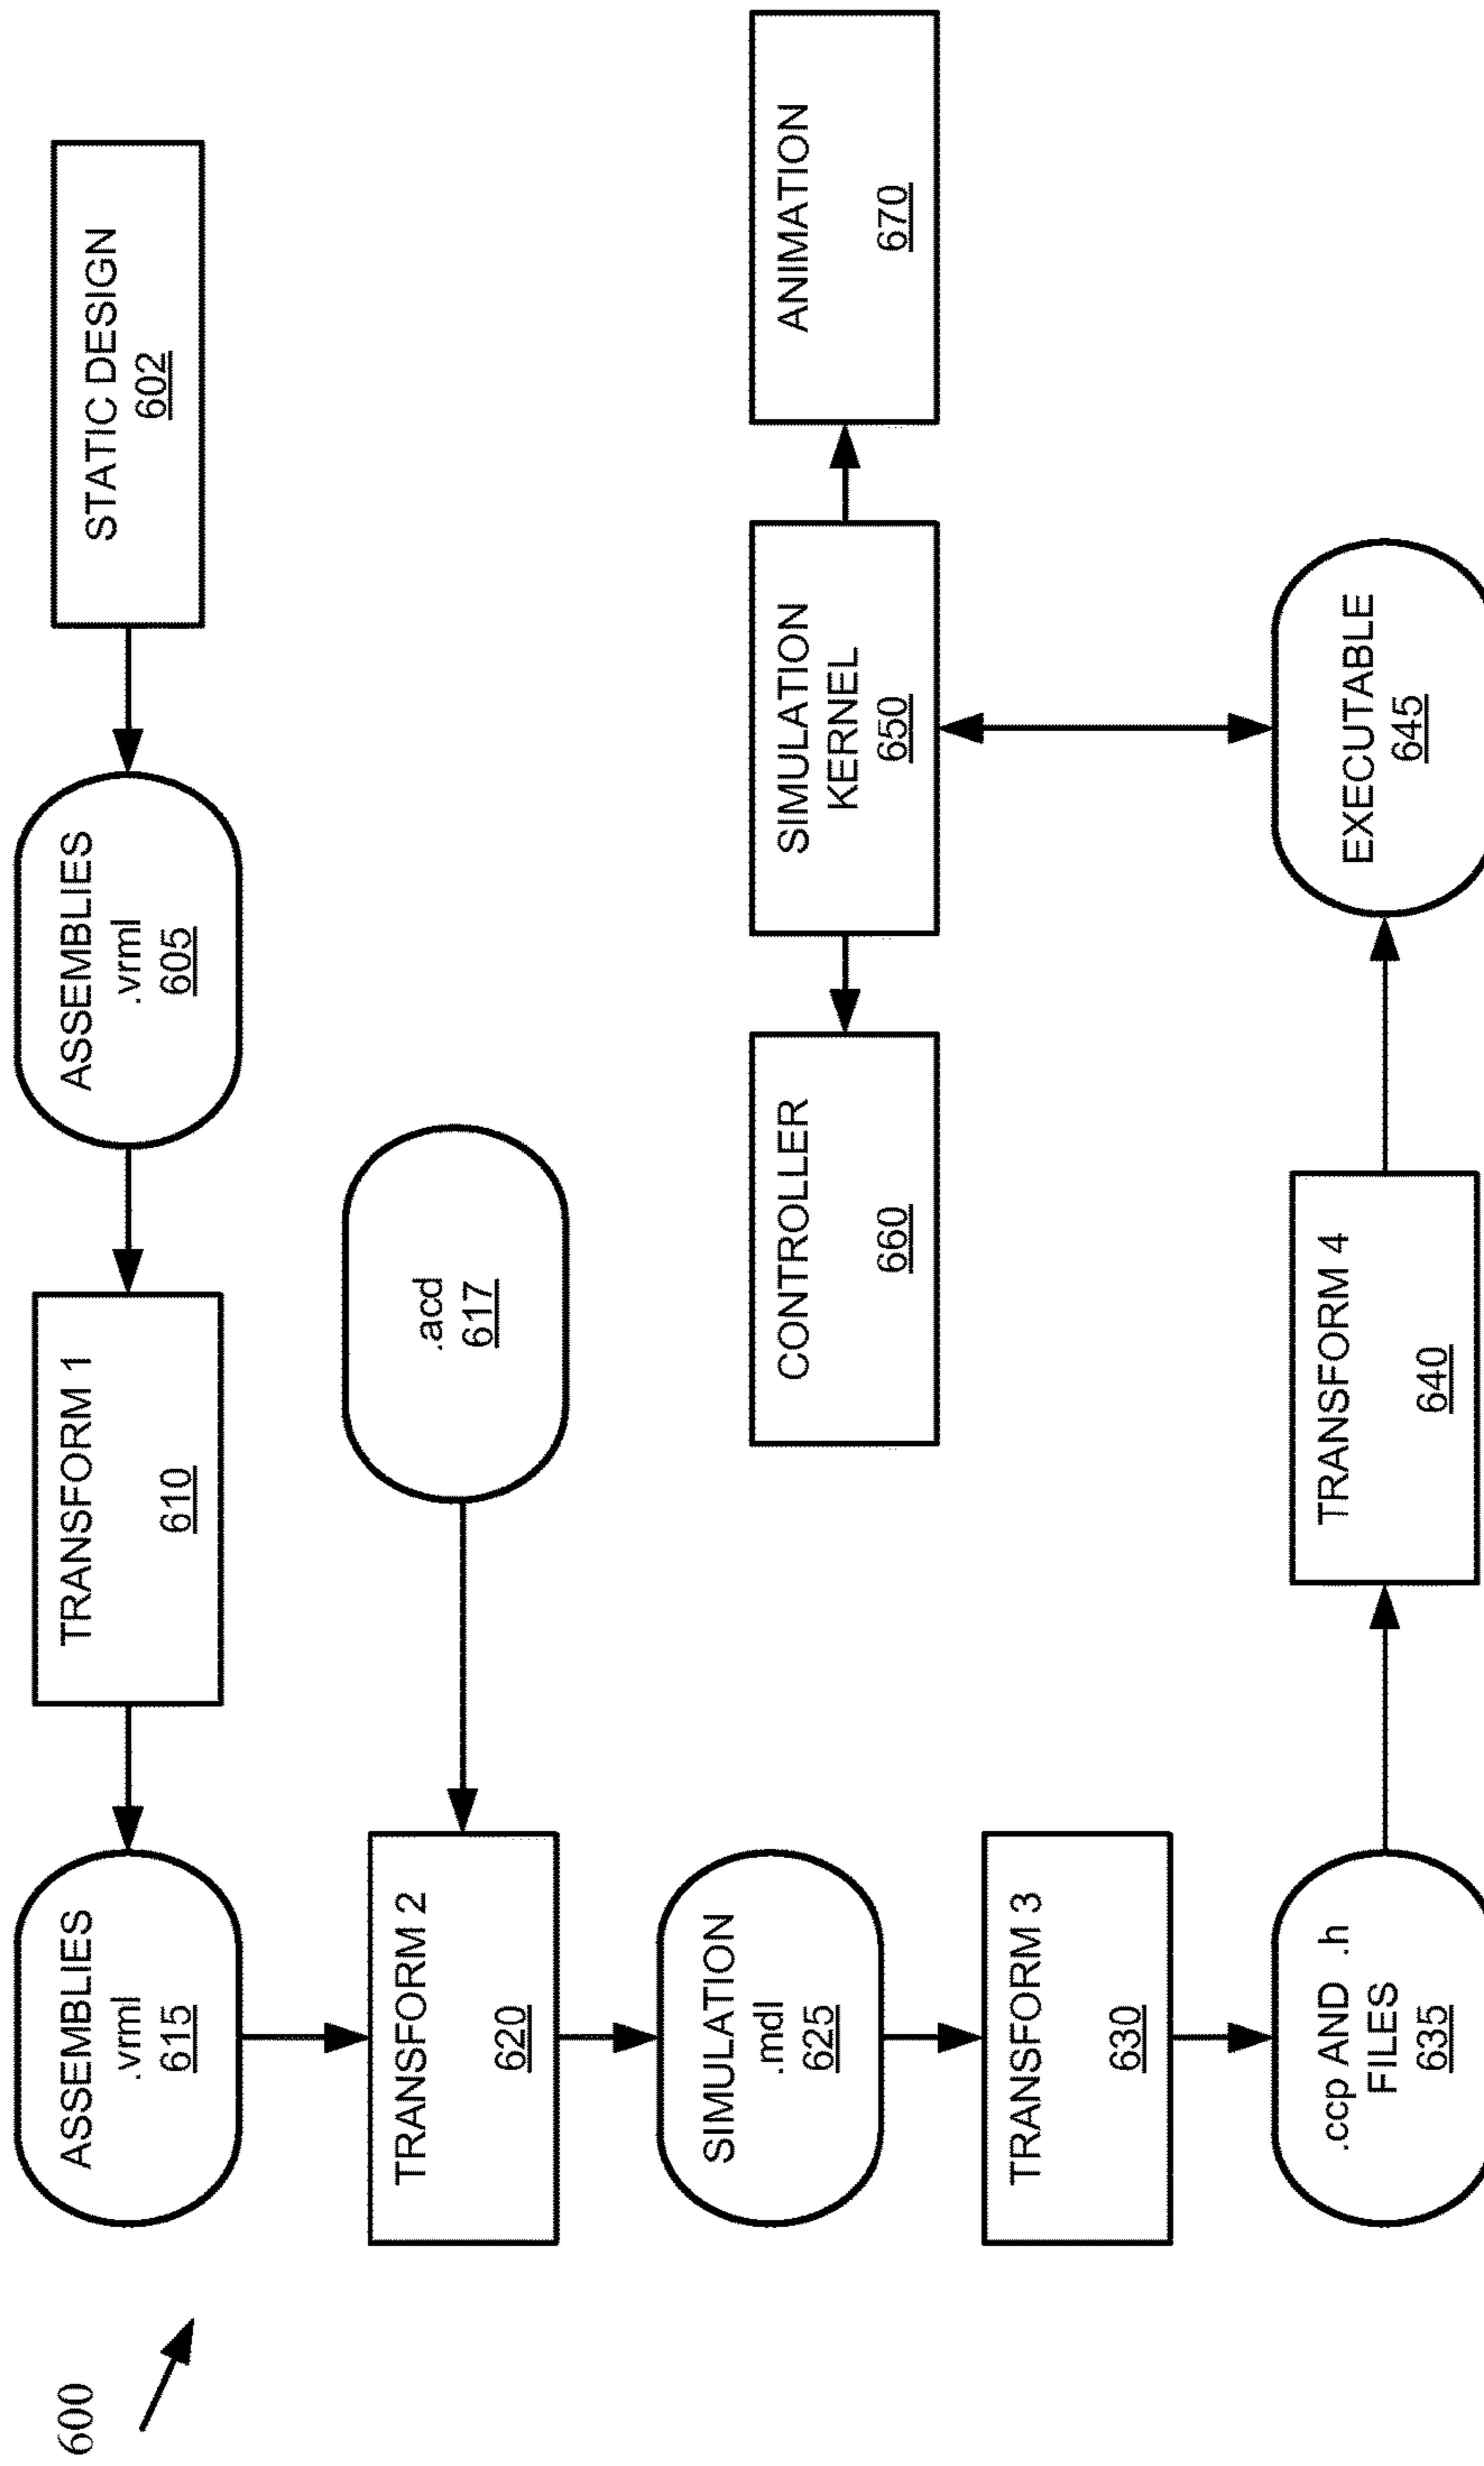 600
ASSEMBLIES
.vrml
615
TRANSFORM 1
610
ASSEMBLIES
.vrml
605
STATIC DESIGN
602
TRANSFORM 2
620
.acd
617
SIMULATION
.mdl
625
CONTROLLER
660
SIMULATION
KERNEL
650
ANIMATION
670
TRANSFORM 3
630
.ccp AND .h
FILES
635
TRANSFORM 4
640
EXECUTABLE
645